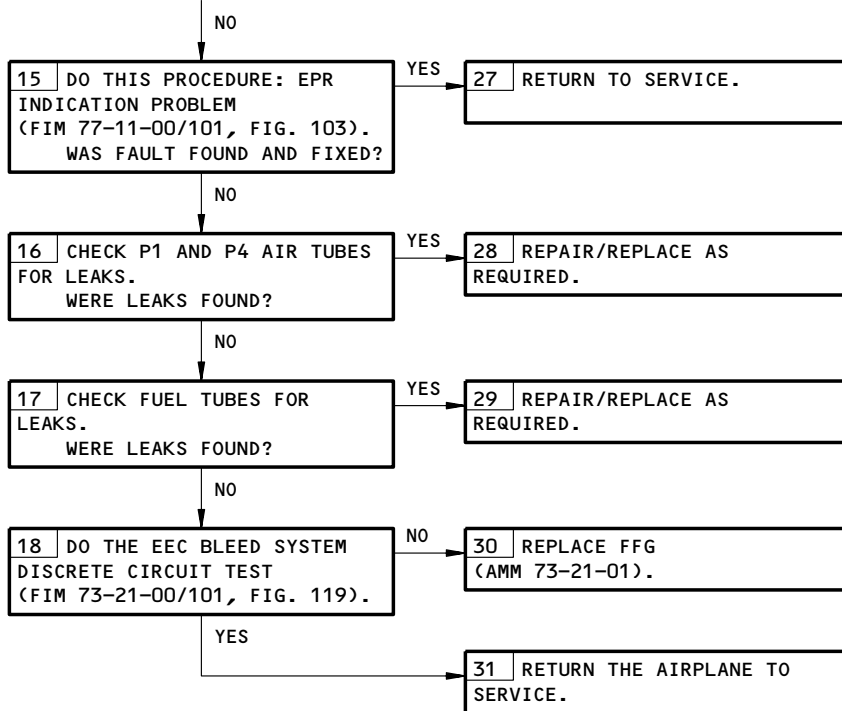 NO
15 DO THIS PROCEDURE: EPR
INDICATION PROBLEM
(FIM 77-11-00/101, FIG. 103).
WAS FAULT FOUND AND FIXED?
YES
27 RETURN TO SERVICE.
NO
16 CHECK P1 AND P4 AIR TUBES
FOR LEAKS.
WERE LEAKS FOUND?
YES
28 REPAIR/REPLACE AS
REQUIRED.
NO
17 CHECK FUEL TUBES FOR
LEAKS.
WERE LEAKS FOUND?
YES
29 REPAIR/REPLACE AS
REQUIRED.
NO
18 DO THE EEC BLEED SYSTEM
DISCRETE CIRCUIT TEST
(FIM 73-21-00/101, FIG. 119).
NO
30 REPLACE FFG
(AMM 73-21-01).
YES
31 RETURN THE AIRPLANE TO
SERVICE.